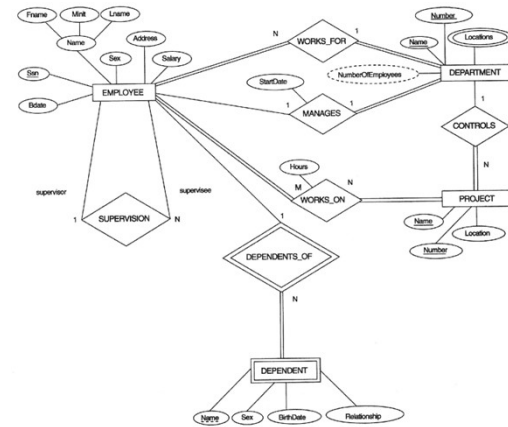 Fname
Minit
Lname
Name
Sex
Address
Salary
Ssn
Bdate
EMPLOYEE
N
WORKS_FOR
1
Number
Name
Locations
NumberOfEmployees
DEPARTMENT
StartDate
1
MANAGES
1
1
CONTROLS
N
Hours
M
WORKS_ON
N
PROJECT
Name
Number
Location
supervisor
supervisee
1
SUPERVISION
N
1
DEPENDENTS_OF
N
DEPENDENT
Name
Sex
BirthDate
Relationship